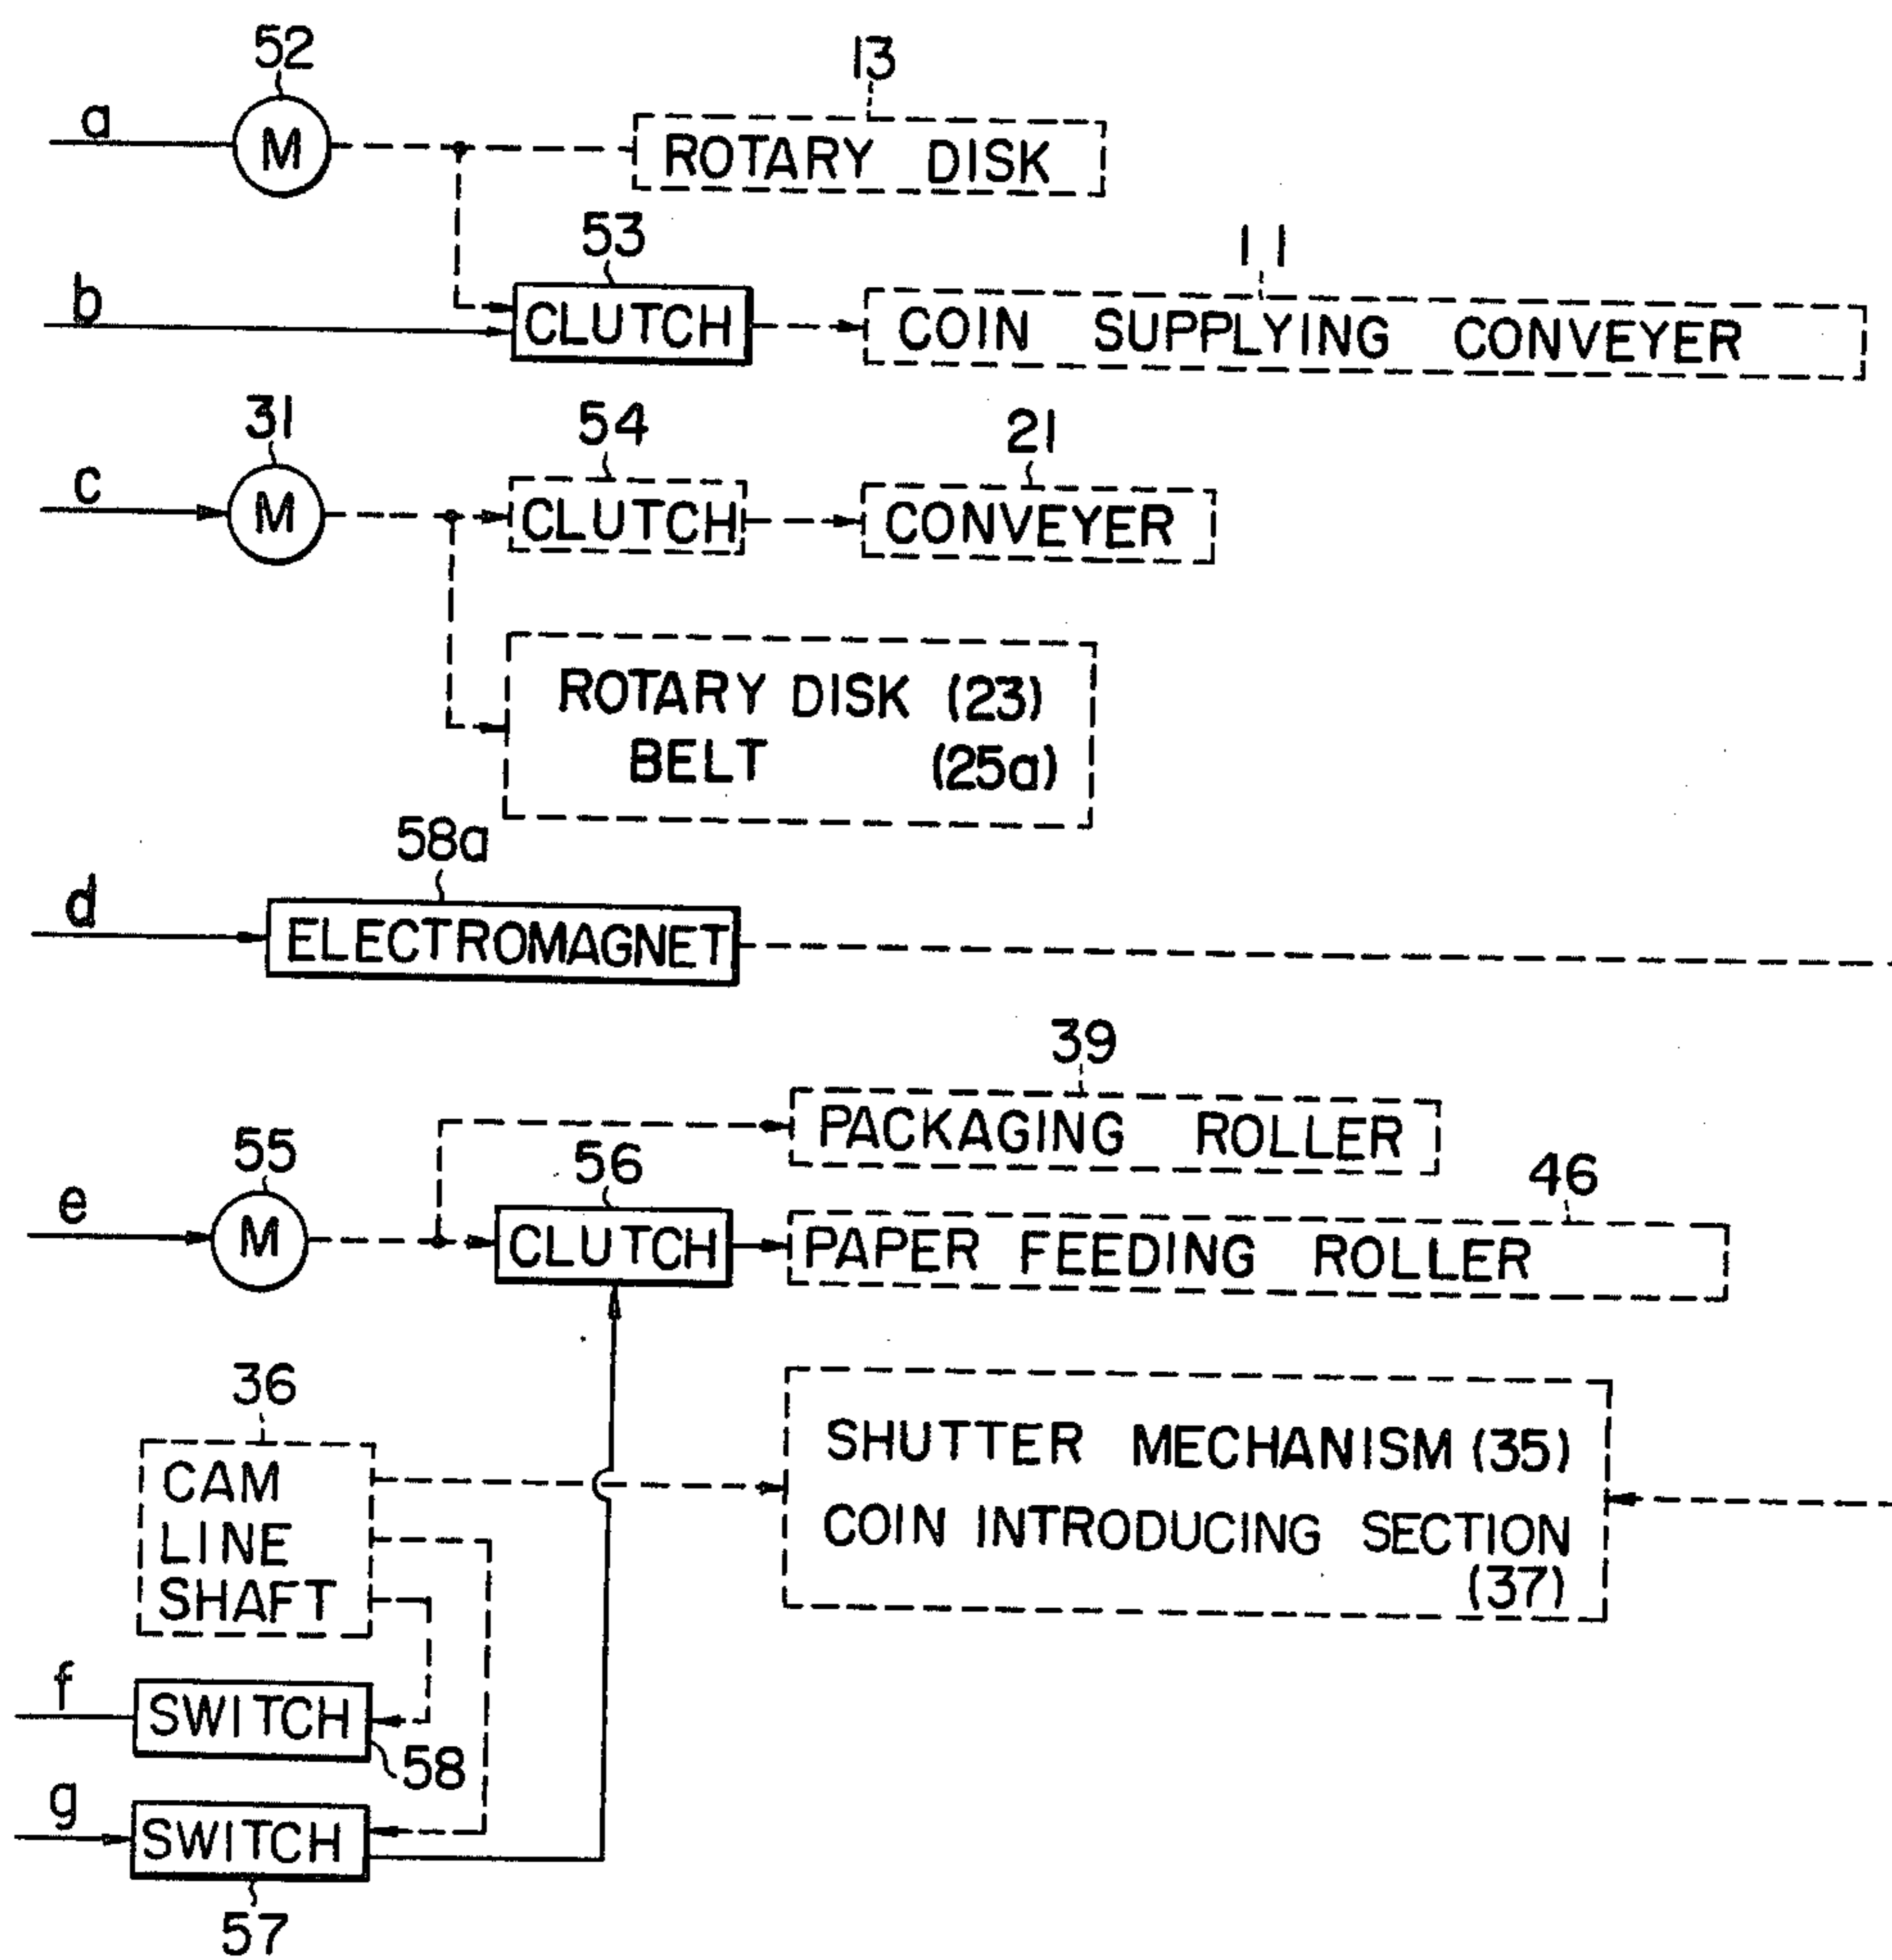 52
13
a
M
ROTARY DISK
53
11
b
CLUTCH
COIN SUPPLYING CONVEYER
31
54
21
c
M
CLUTCH
CONVEYER
ROTARY DISK (23)
BELT (25a)
58a
d
ELECTROMAGNET
39
PACKAGING ROLLER
55
56
46
e
M
CLUTCH
PAPER FEEDING ROLLER
36
CAM
LINE
SHAFT
SHUTTER MECHANISM (35)
COIN INTRODUCING SECTION
(37)
f
SWITCH
58
g
SWITCH
57